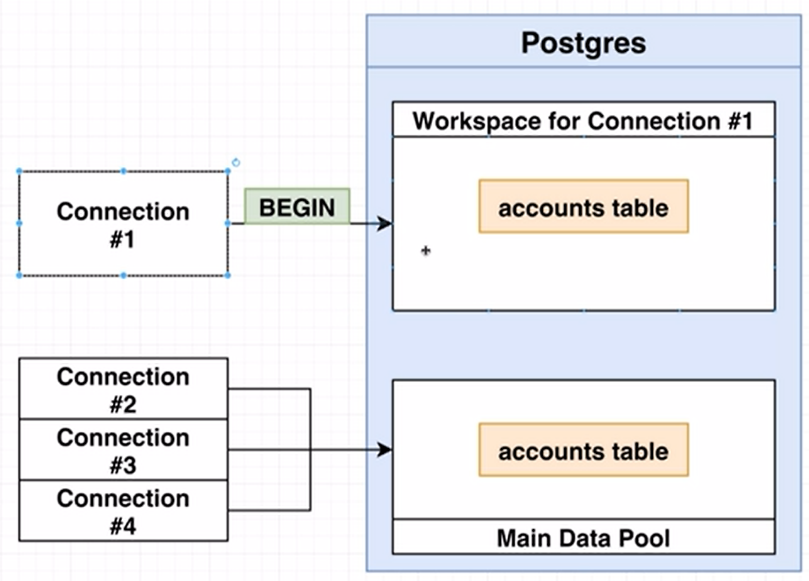 Postgres
Workspace for Connection #1
accounts table
Connection
#1
BEGIN
Connection
#2
Connection
#3
Connection
#4
accounts table
Main Data Pool